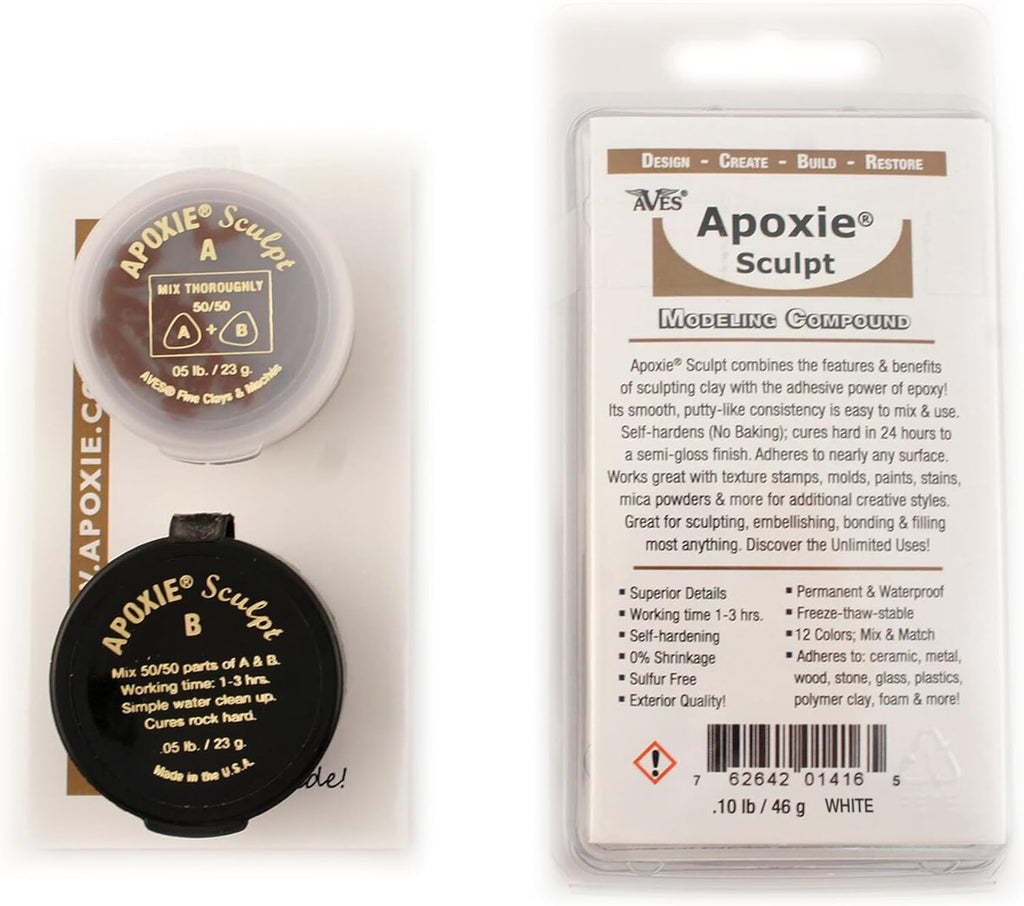 APOXIE® Sculpt
A
MIX THOROUGHLY
50/50
A + B
.05 lb. / 23 g.
AVES® Fine Clays & Maches
.APOXIE.C
APOXIE® Sculpt
B
Mix 50/50 parts of A & B.
Working time: 1-3 hrs.
Simple water clean up.
Cures rock hard.
.05 lb. / 23 g.
Made in the U.S.A.
de!
DESIGN - CREATE - BUILD - RESTORE
AVES®
Apoxie®
Sculpt
MODELING COMPOUND
Apoxie® Sculpt combines the features & benefits
of sculpting clay with the adhesive power of epoxy!
Its smooth, putty-like consistency is easy to mix & use.
Self-hardens (No Baking); cures hard in 24 hours to
a semi-gloss finish. Adheres to nearly any surface.
Works great with texture stamps, molds, paints, stains,
mica powders & more for additional creative styles.
Great for sculpting, embellishing, bonding & filling
most anything. Discover the Unlimited Uses!
▪ Superior Details
▪ Working time 1-3 hrs.
▪ Self-hardening
▪ 0% Shrinkage
▪ Sulfur Free
▪ Exterior Quality!
▪ Permanent & Waterproof
▪ Freeze-thaw-stable
▪ 12 Colors; Mix & Match
▪ Adheres to: ceramic, metal,
wood, stone, glass, plastics,
polymer clay, foam & more!
7 62642 01416 5
.10 lb / 46 g WHITE